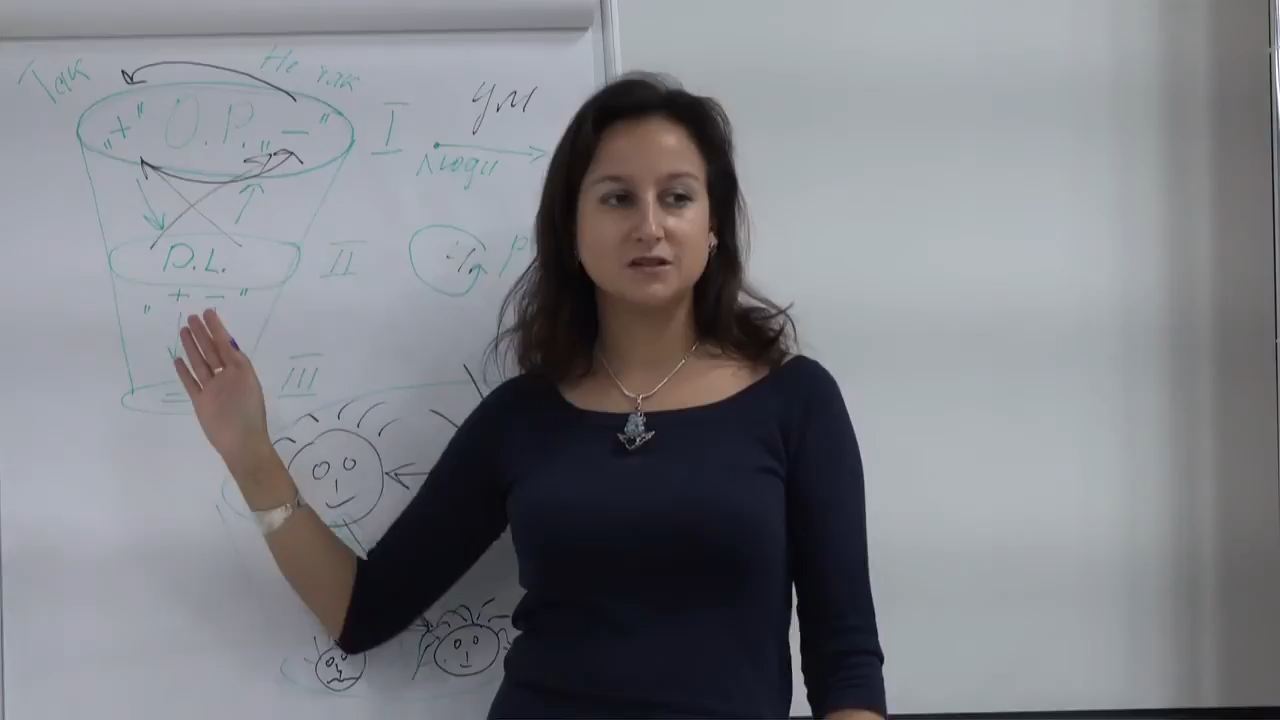 Так Не так
„+" O.P. „−" I
ум
люди
D.L. II
" + − "
III